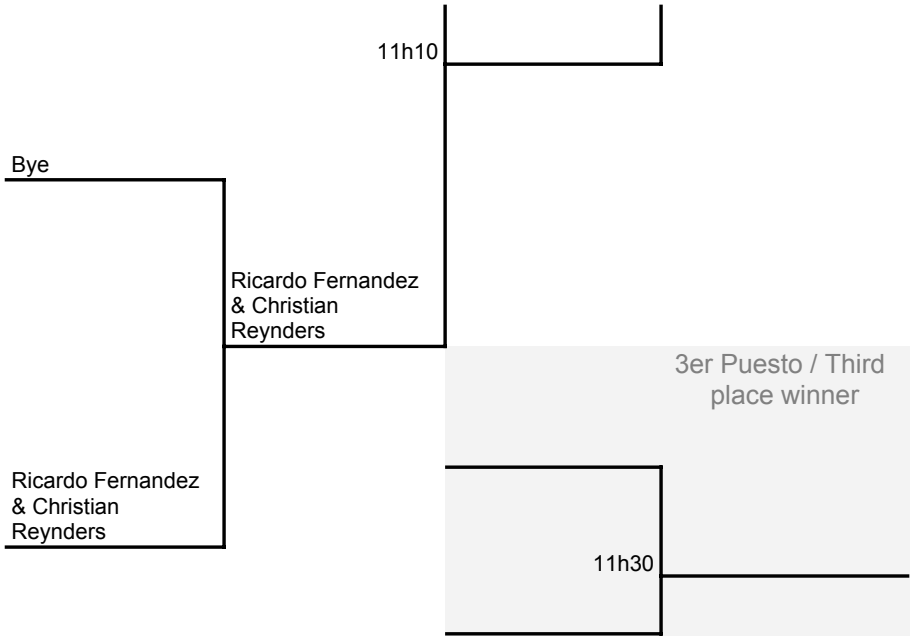 11h10
Bye
Ricardo Fernandez
& Christian
Reynders
3er Puesto / Third
place winner
Ricardo Fernandez
& Christian
Reynders
11h30